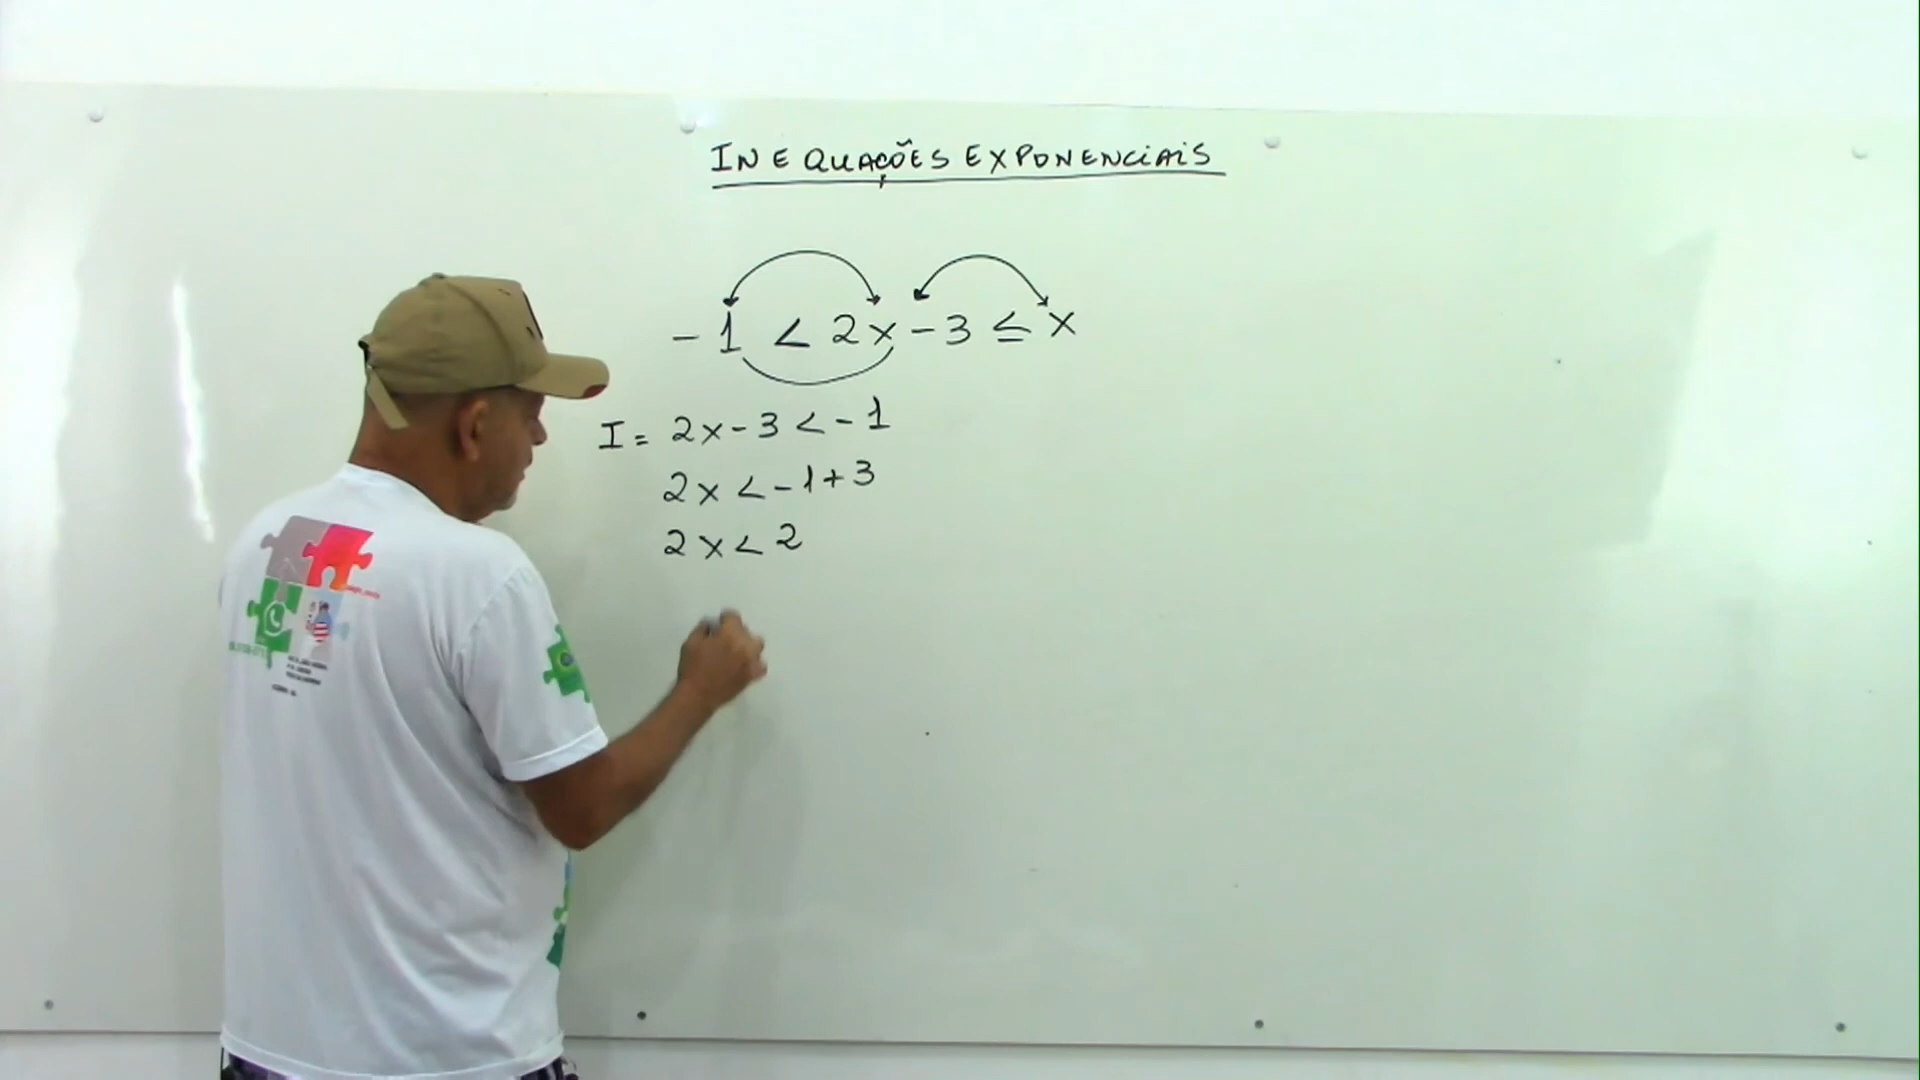 INEQUAÇÕES EXPONENCIAIS
- 1 < 2x - 3 ≤ x
I = 2x - 3 < - 1
2x < - 1 + 3
2x < 2